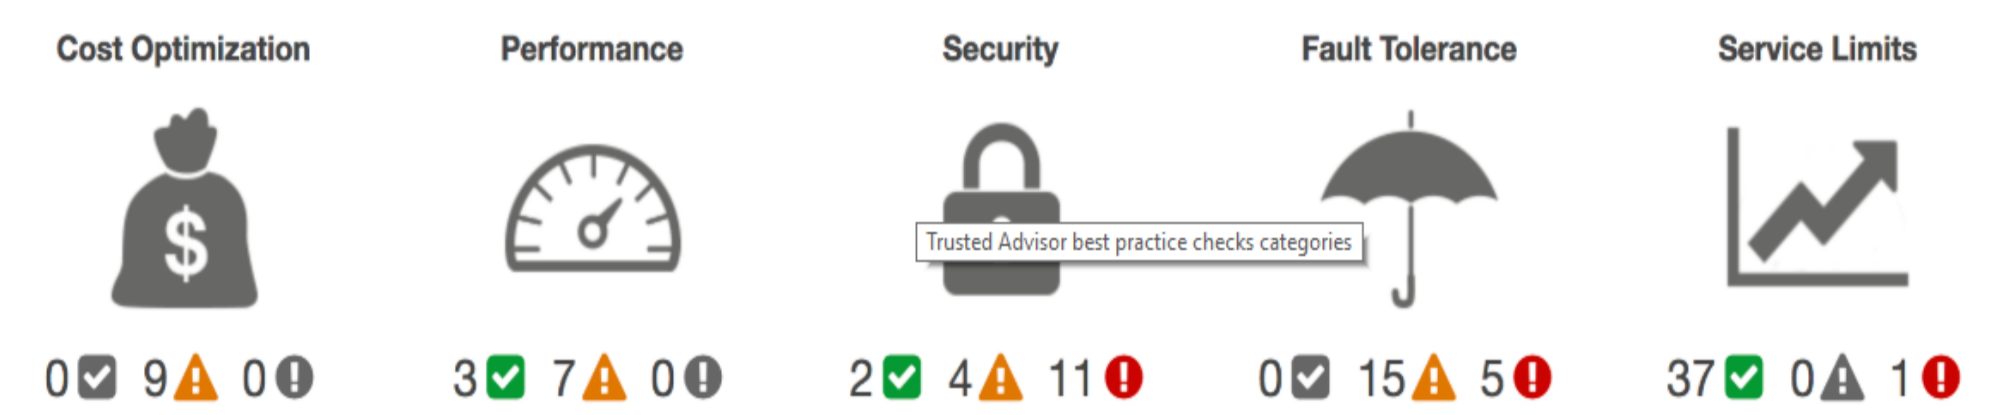 Cost Optimization
Performance
Security
Fault Tolerance
Service Limits
$
Trusted Advisor best practice checks categories
0 9 0
3 7 0
2 4 11
0 15 5
37 0 1